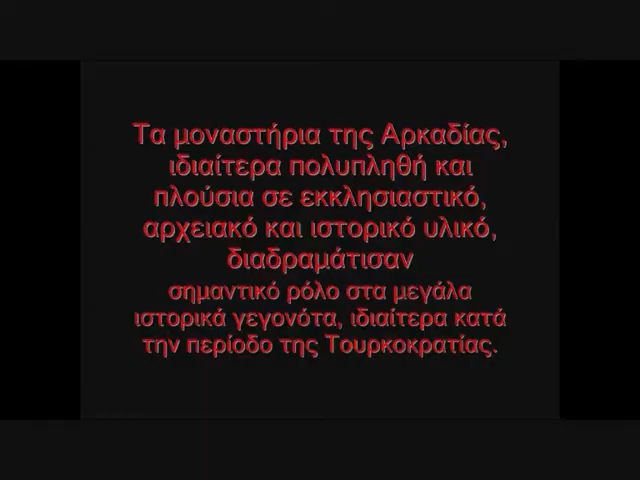 Τα μοναστήρια της Αρκαδίας,
ιδιαίτερα πολυπληθή και
πλούσια σε εκκλησιαστικό,
αρχειακό και ιστορικό υλικό,
διαδραμάτισαν
σημαντικό ρόλο στα μεγάλα
ιστορικά γεγονότα, ιδιαίτερα κατά
την περίοδο της Τουρκοκρατίας.